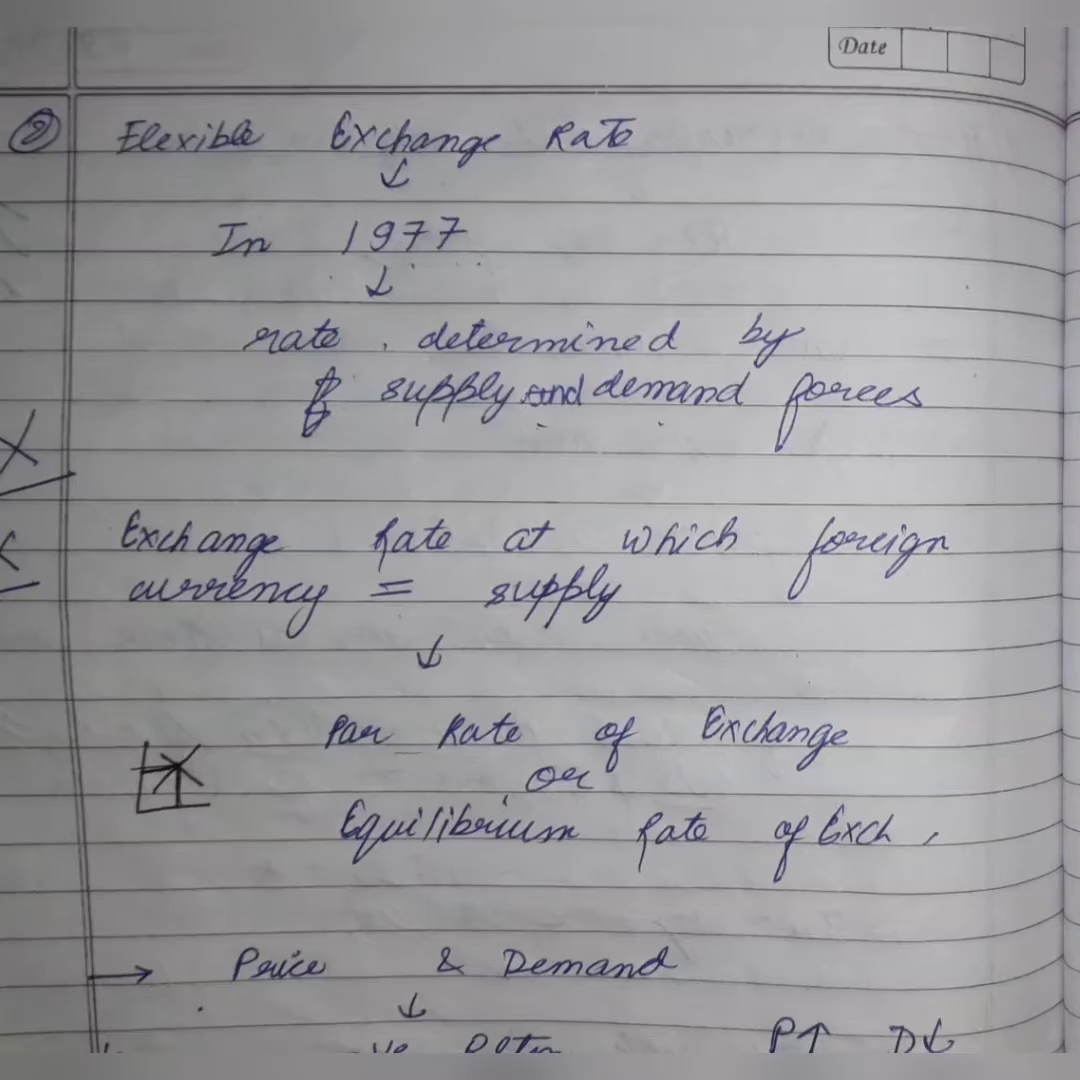 Date
② Flexible Exchange Rate
↓
In 1977
↓
rate determined by
supply and demand forces
Exchange Rate at which foreign
currency = supply
↓
Par Rate of Exchange
or
Equilibrium Rate of Exch.
→ Price & Demand
↓
-ve P↑ D↓